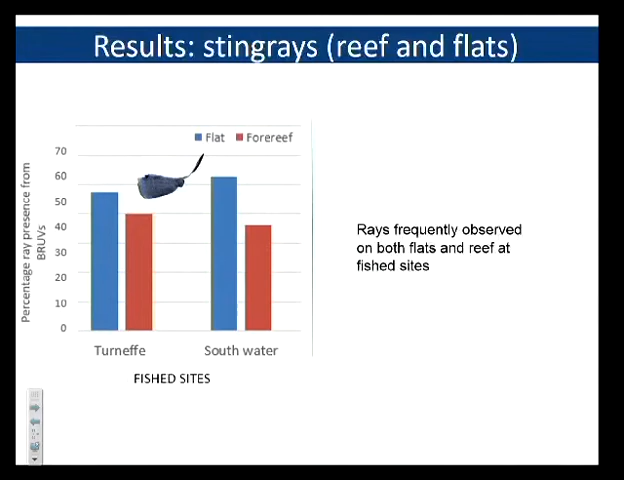 Results: stingrays (reef and flats)
Flat Forereef
Percentage ray presence from
BRUVs
70
60
50
40
30
20
10
0
Turneffe South water
FISHED SITES
Rays frequently observed
on both flats and reef at
fished sites